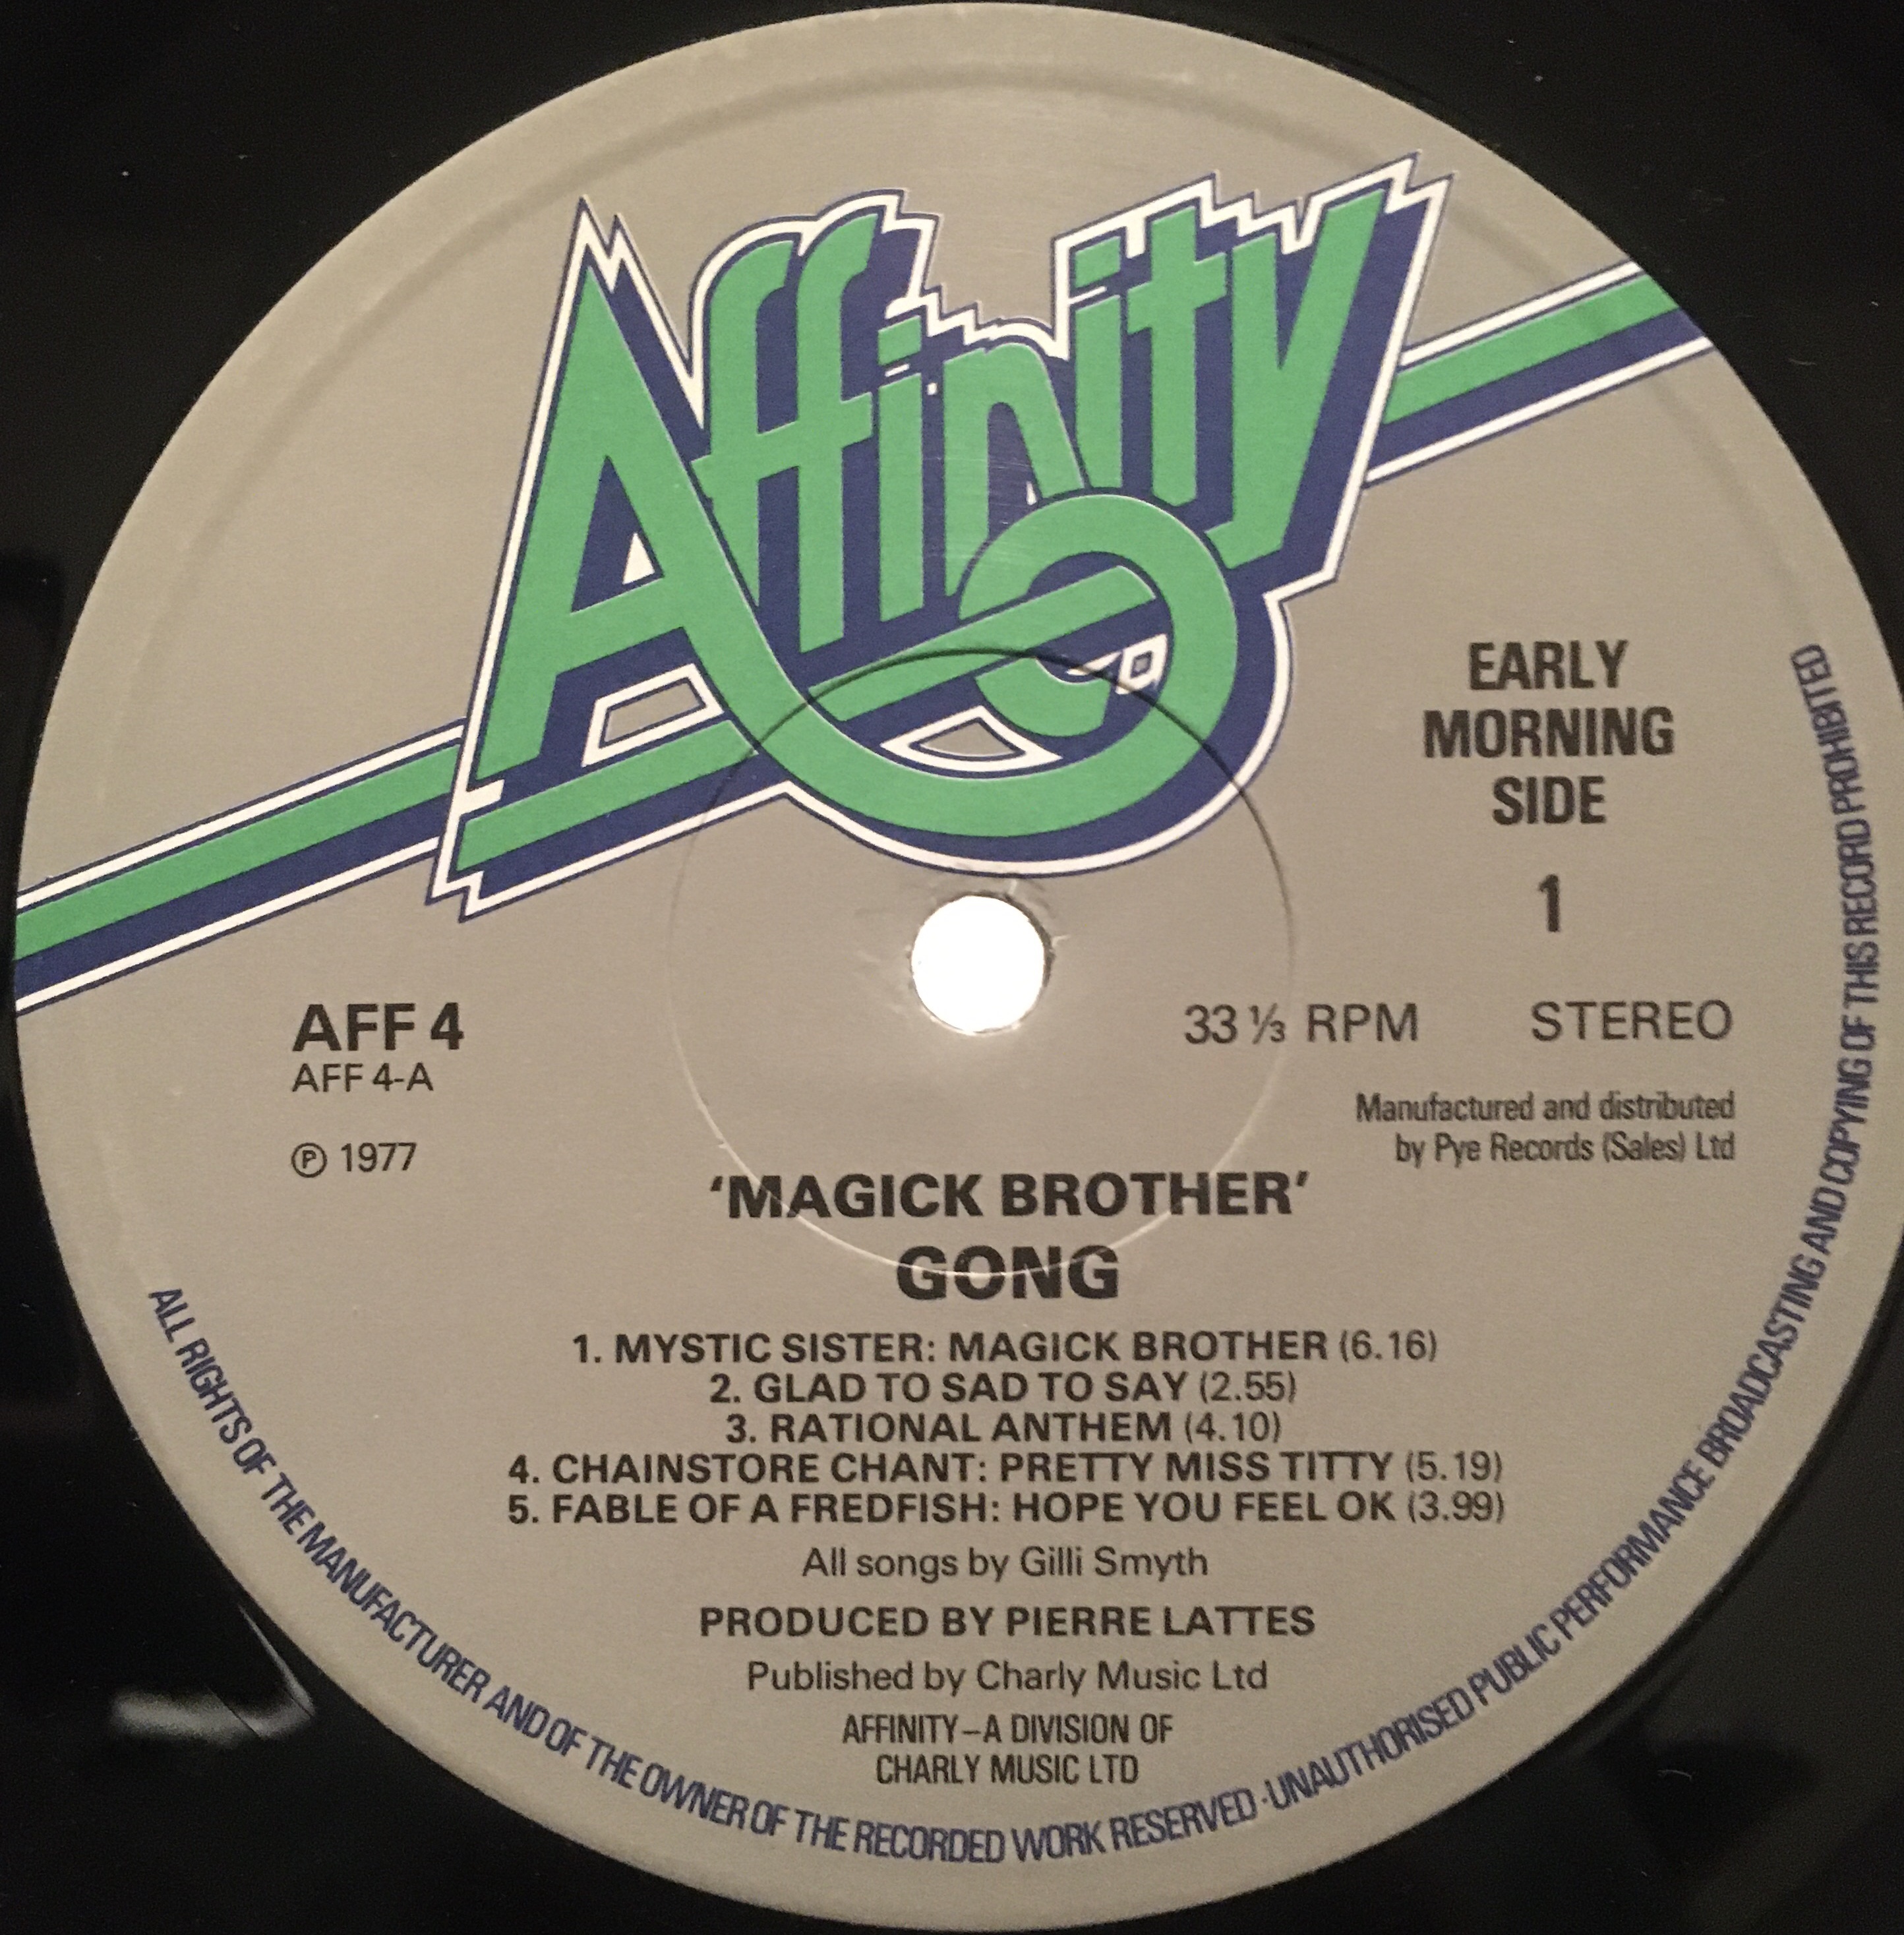 Affinity
EARLY
MORNING
SIDE
1
AFF 4
AFF 4-A
℗ 1977
33 ⅓ RPM STEREO
Manufactured and distributed
by Pye Records (Sales) Ltd
‘MAGICK BROTHER’
GONG
1. MYSTIC SISTER: MAGICK BROTHER (6.16)
2. GLAD TO SAD TO SAY (2.55)
3. RATIONAL ANTHEM (4.10)
4. CHAINSTORE CHANT: PRETTY MISS TITTY (5.19)
5. FABLE OF A FREDFISH: HOPE YOU FEEL OK (3.99)
All songs by Gilli Smyth
PRODUCED BY PIERRE LATTES
Published by Charly Music Ltd
AFFINITY–A DIVISION OF
CHARLY MUSIC LTD
ALL RIGHTS OF THE MANUFACTURER AND OF THE OWNER OF THE RECORDED WORK RESERVED · UNAUTHORISED PUBLIC PERFORMANCE BROADCASTING AND COPYING OF THIS RECORD PROHIBITED